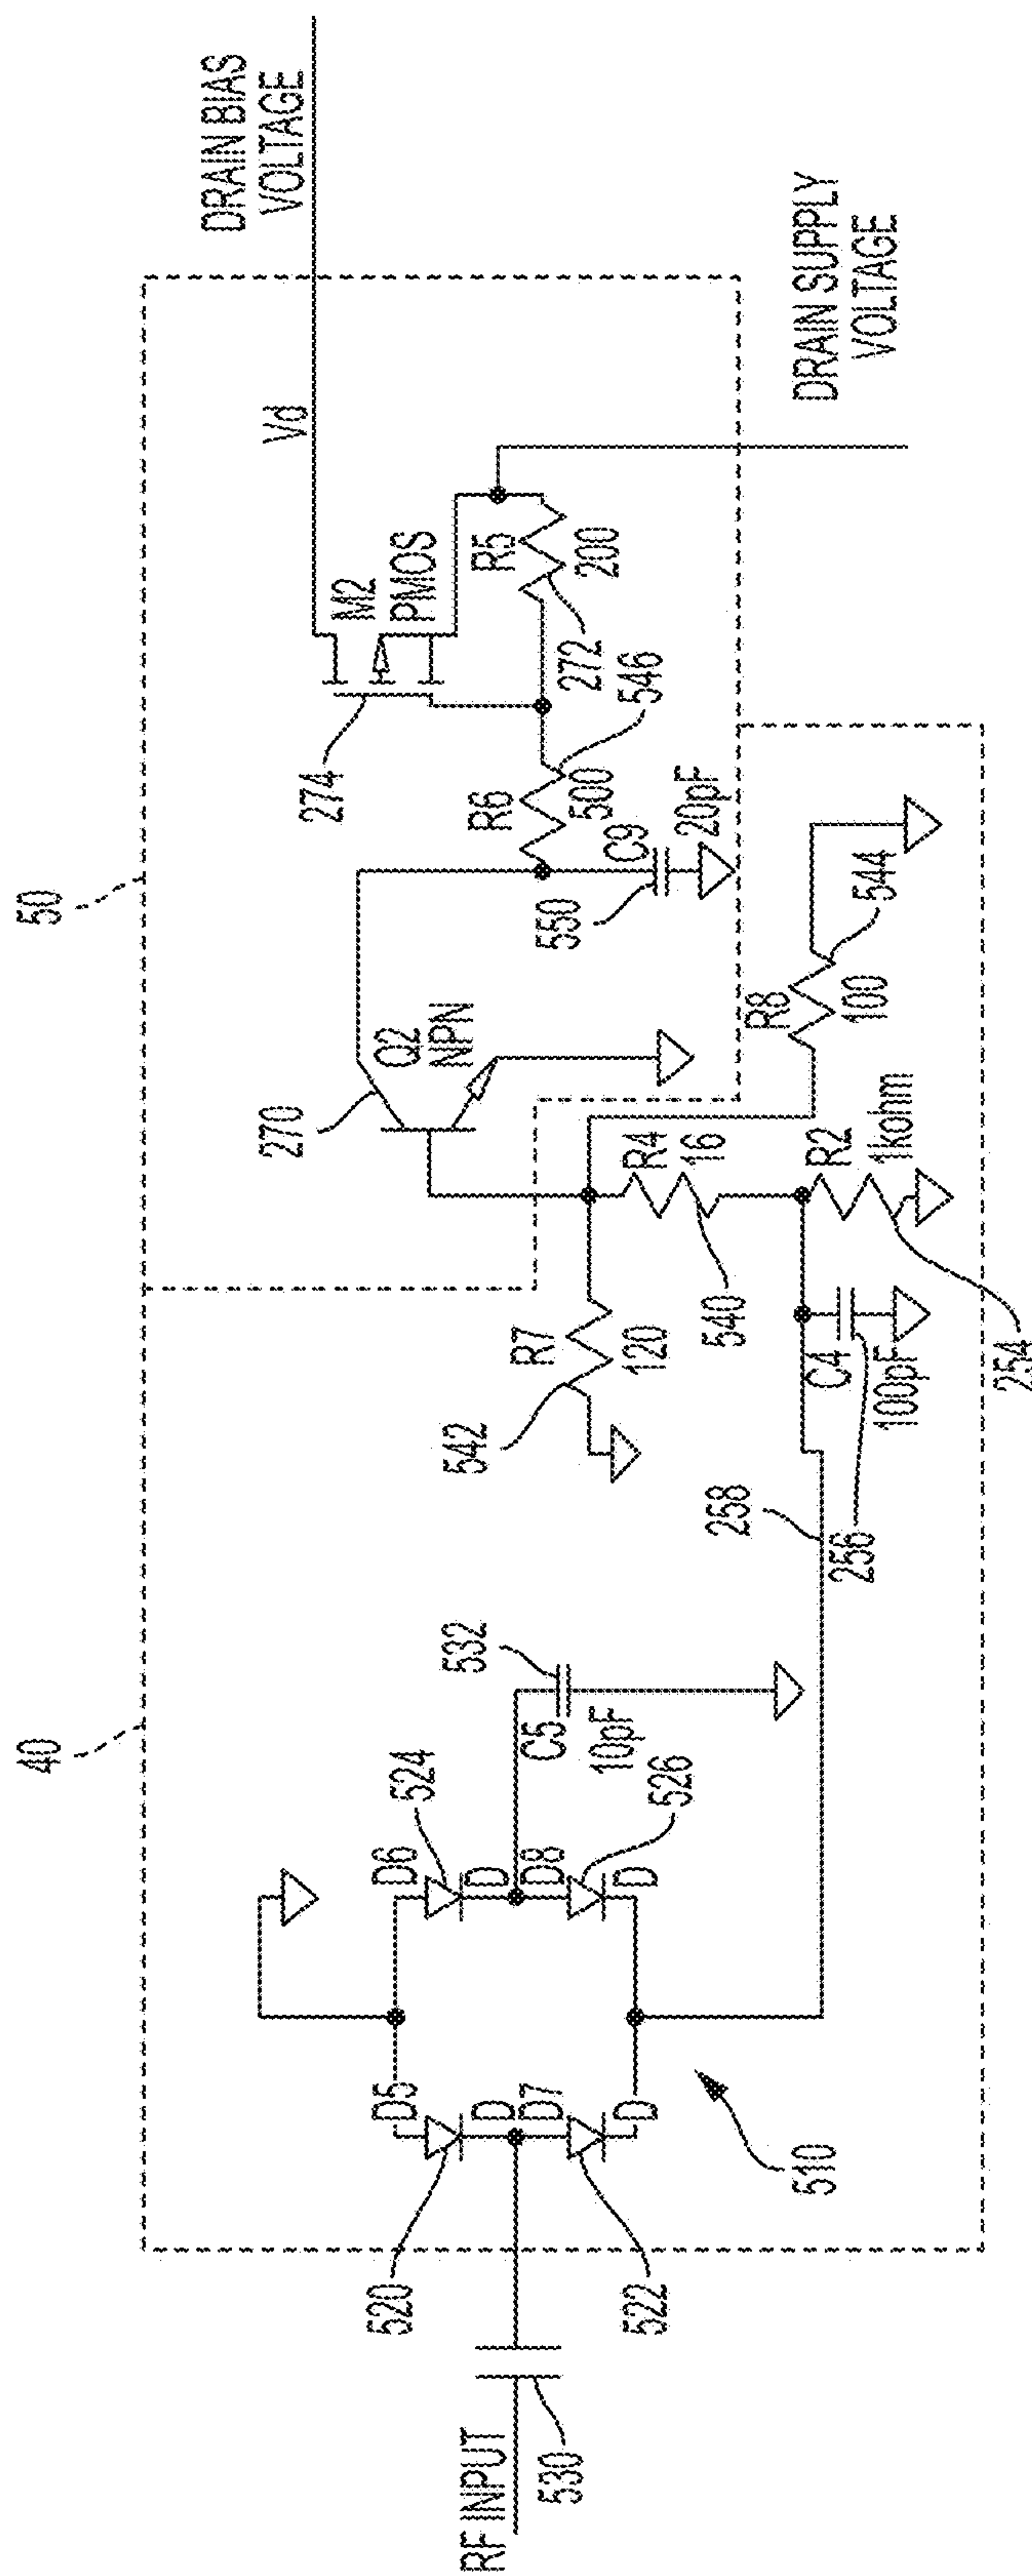 40
50
RF INPUT
530
520
522
510
D5
D
D7
D
D6
D
D8
D
524
526
C5
10pF
532
258
256
C4
100pF
254
R2
1kohm
R4
16
540
R7
120
542
270
Q2
NPN
R8
100
544
550
C9
20pF
R6
500
546
274
M2
PMOS
R5
200
272
Vd
DRAIN BIAS
VOLTAGE
DRAIN SUPPLY
VOLTAGE